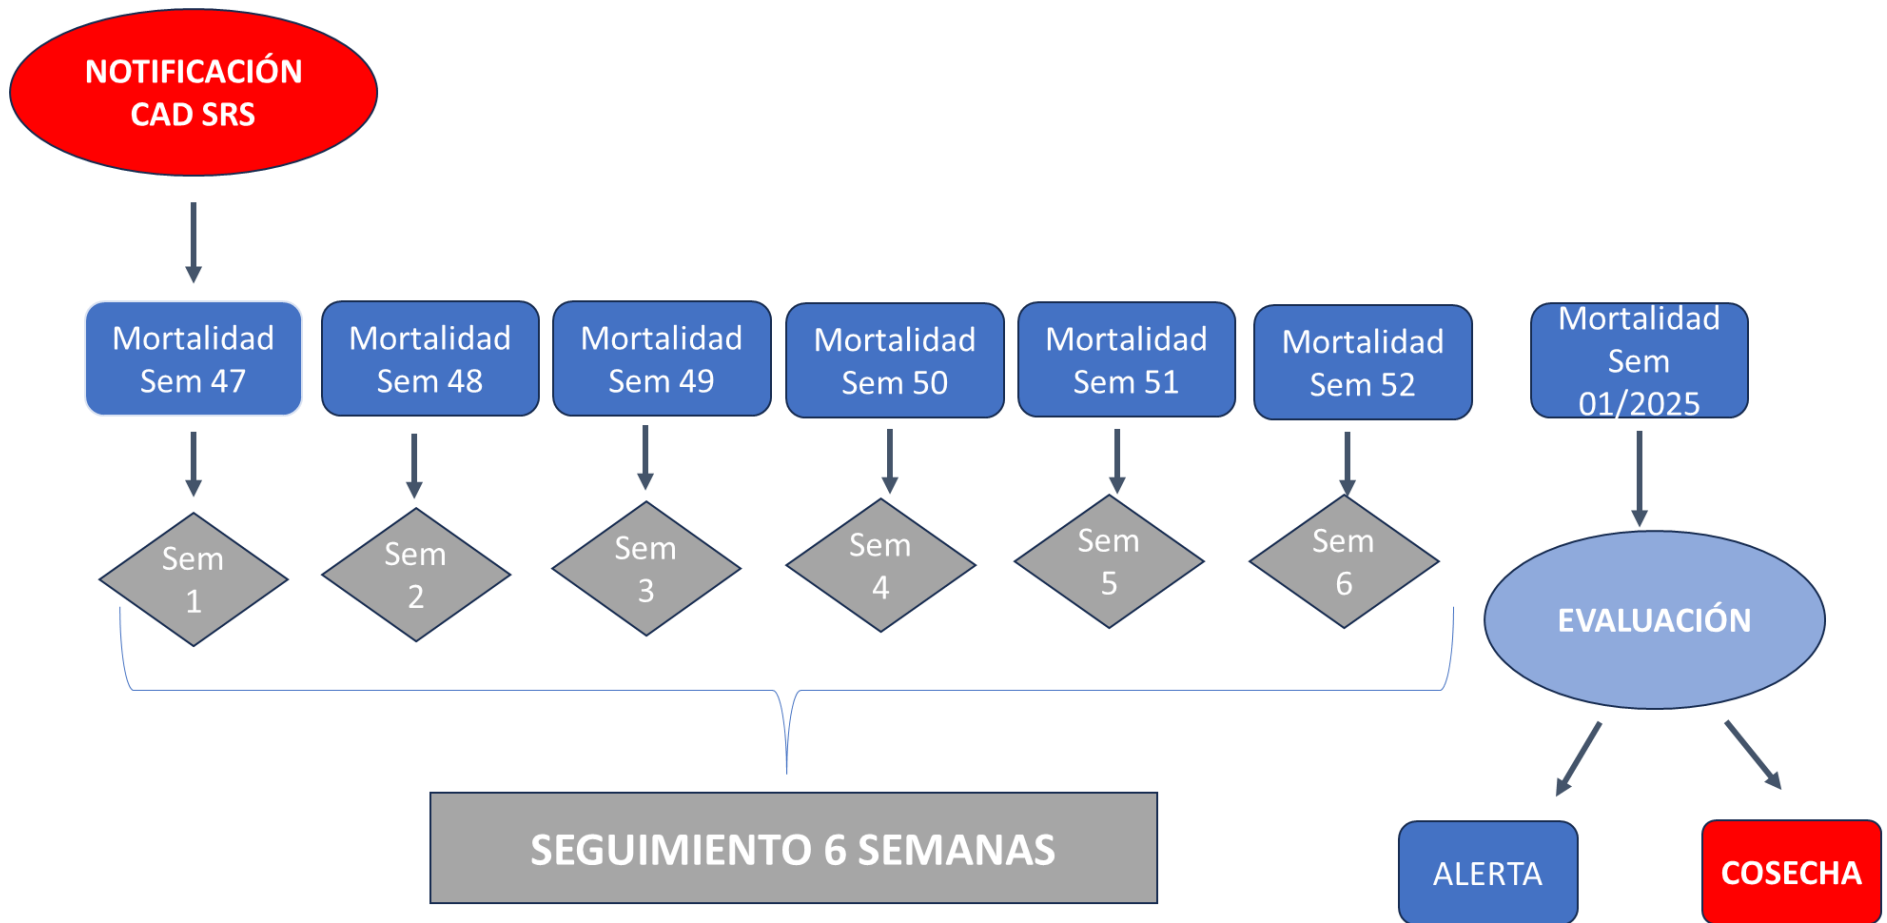 NOTIFICACIÓN
CAD SRS
Mortalidad
Sem 47
Mortalidad
Sem 48
Mortalidad
Sem 49
Mortalidad
Sem 50
Mortalidad
Sem 51
Mortalidad
Sem 52
Mortalidad
Sem
01/2025
Sem
1
Sem
2
Sem
3
Sem
4
Sem
5
Sem
6
EVALUACIÓN
SEGUIMIENTO 6 SEMANAS
ALERTA
COSECHA